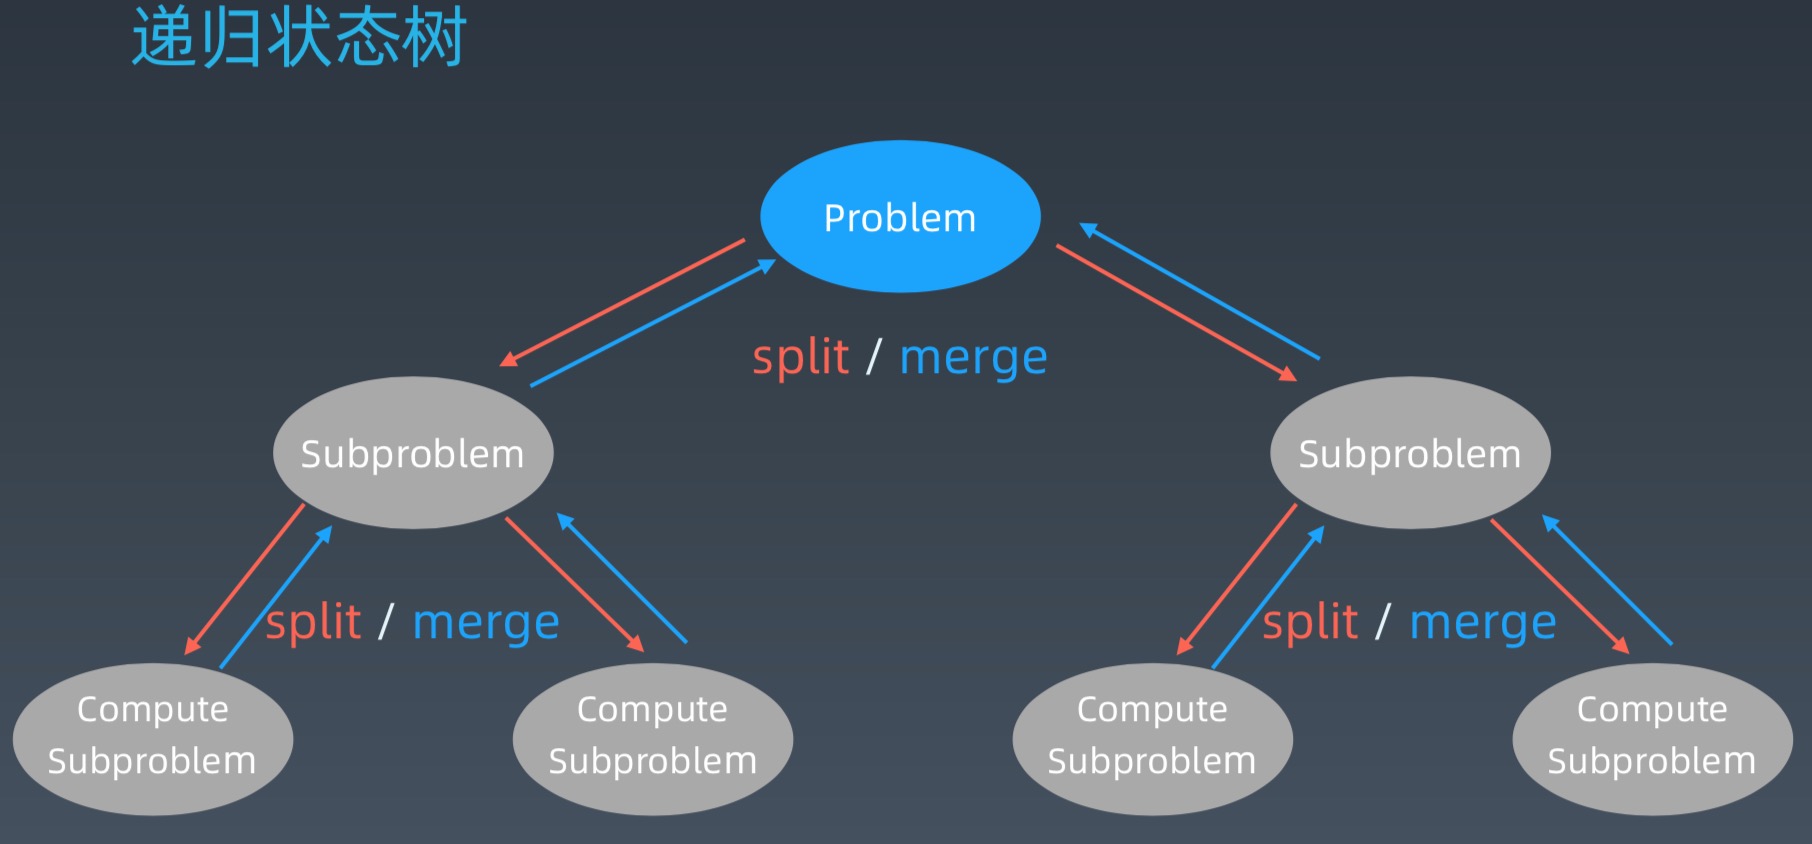 递归状态树
Problem
split / merge
Subproblem
Subproblem
split / merge
split / merge
Compute
Subproblem
Compute
Subproblem
Compute
Subproblem
Compute
Subproblem